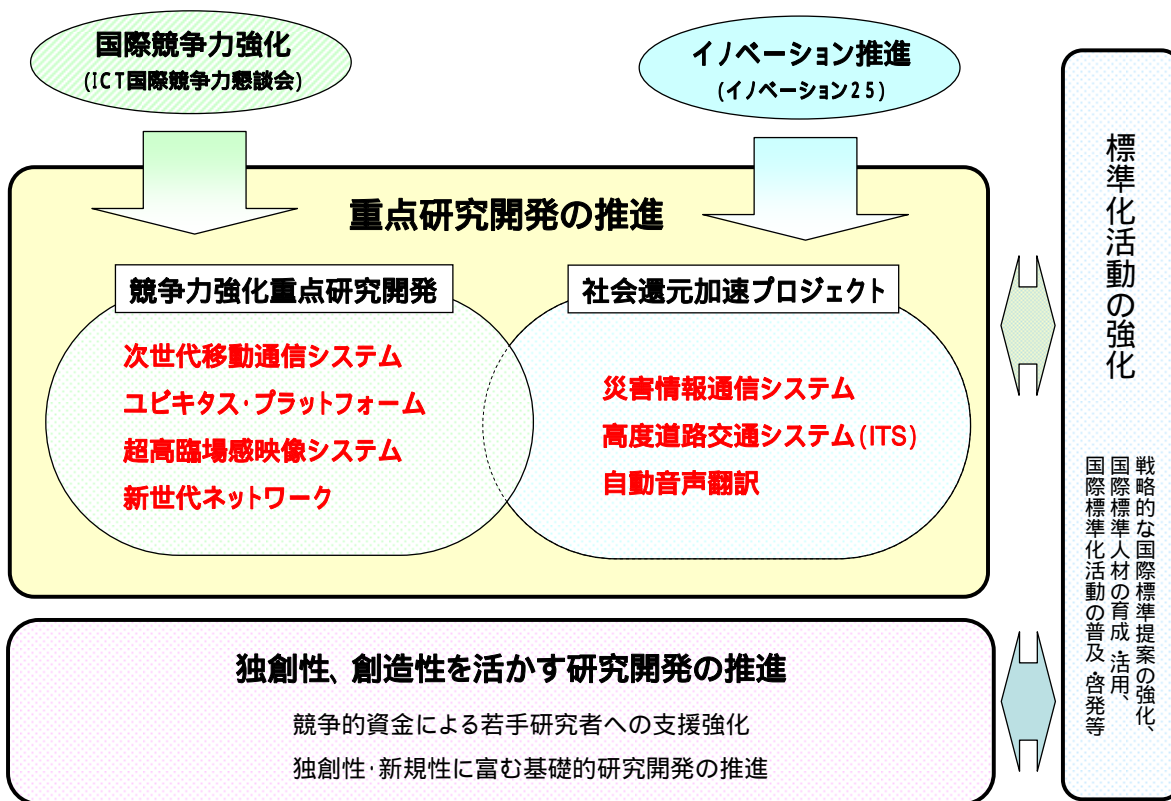 国際競争力強化
(ICT国際競争力懇談会)
イノベーション推進
(イノベーション25)
重点研究開発の推進
競争力強化重点研究開発
次世代移動通信システム
ユビキタス・プラットフォーム
超高臨場感映像システム
新世代ネットワーク
社会還元加速プロジェクト
災害情報通信システム
高度道路交通システム(ITS)
自動音声翻訳
独創性、創造性を活かす研究開発の推進
競争的資金による若手研究者への支援強化
独創性・新規性に富む基礎的研究開発の推進
標準化活動の強化
戦略的な国際標準提案の強化、
国際標準人材の育成・活用、
国際標準化活動の普及・啓発等